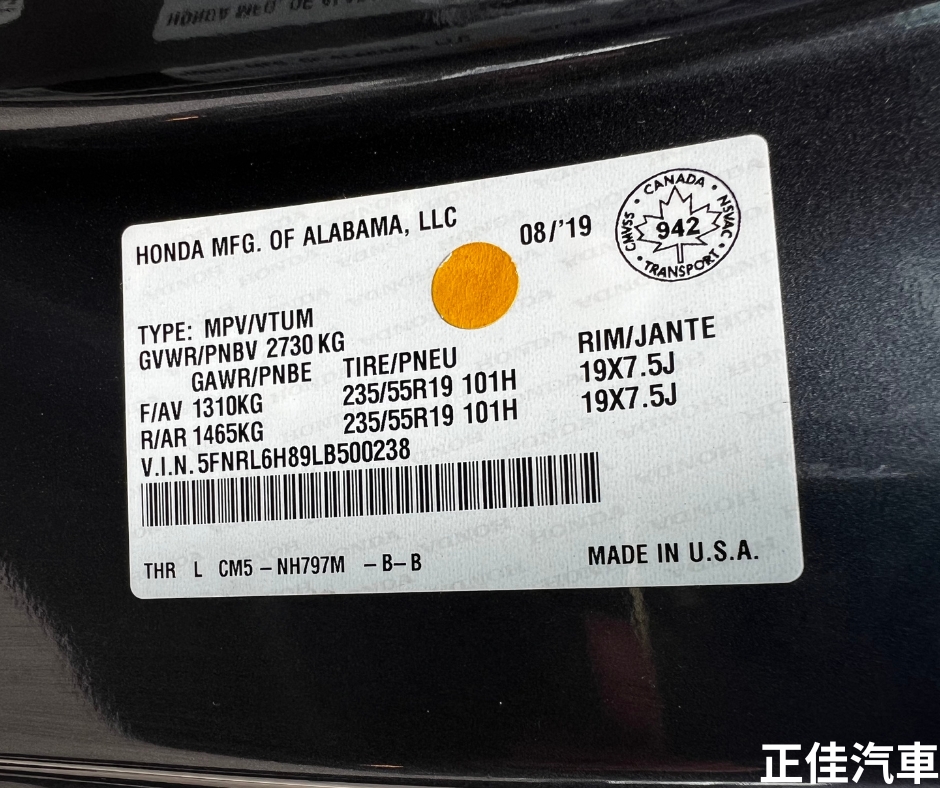 HONDA MFG. OF ALABAMA, LLC 08/'19
CANADA
CMVSS 942 NSVAC
TRANSPORT
TYPE: MPV/VTUM
GVWR/PNBV 2730 KG
GAWR/PNBE TIRE/PNEU RIM/JANTE
F/AV 1310KG 235/55R19 101H 19X7.5J
R/AR 1465KG 235/55R19 101H 19X7.5J
V.I.N. 5FNRL6H89LB500238
THR L CM5 – NH797M – B – B MADE IN U.S.A.
正佳汽車